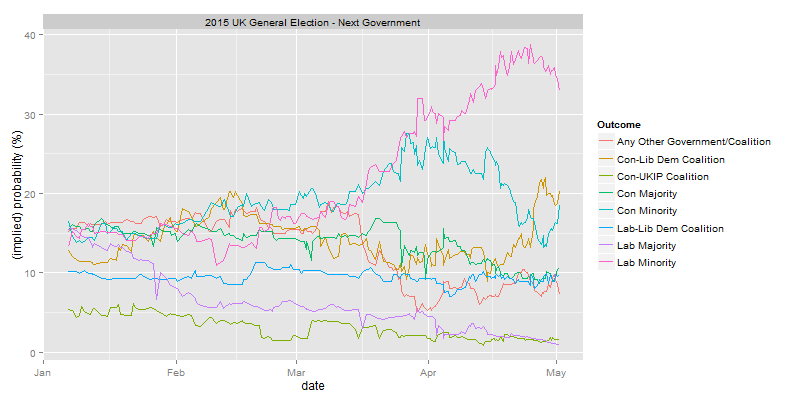 2015 UK General Election - Next Government
40
30
20
10
0
(implied) probability (%)
Jan Feb Mar Apr May
date
Outcome
Any Other Government/Coalition
Con-Lib Dem Coalition
Con-UKIP Coalition
Con Majority
Con Minority
Lab-Lib Dem Coalition
Lab Majority
Lab Minority